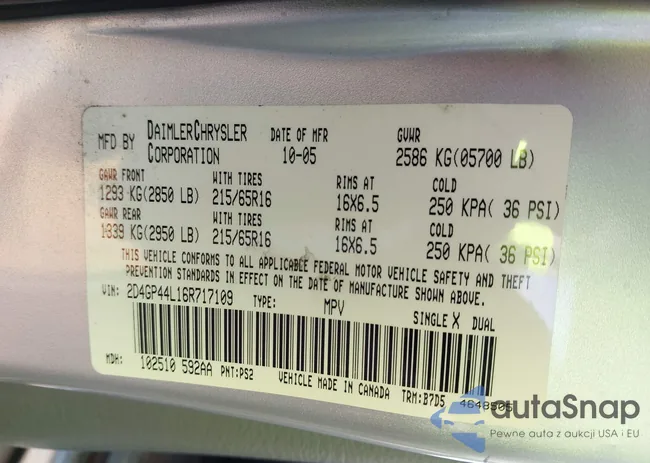 MFD BY DAIMLERCHRYSLER CORPORATION DATE OF MFR 10-05 GVWR 2586 KG(05700 LB)
GAWR FRONT WITH TIRES RIMS AT COLD
1293 KG(2850 LB) 215/65R16 16X6.5 250 KPA( 36 PSI)
GAWR REAR WITH TIRES RIMS AT COLD
1339 KG(2950 LB) 215/65R16 16X6.5 250 KPA( 36 PSI)
THIS VEHICLE CONFORMS TO ALL APPLICABLE FEDERAL MOTOR VEHICLE SAFETY AND THEFT
PREVENTION STANDARDS IN EFFECT ON THE DATE OF MANUFACTURE SHOWN ABOVE.
VIN: 2D4GP44L16R717109 TYPE: MPV SINGLE X DUAL
MDH: 102510 592AA PNT:PS2 VEHICLE MADE IN CANADA TRM:B7D5 4648505
autoSnap
Pewne auta z aukcji USA i EU